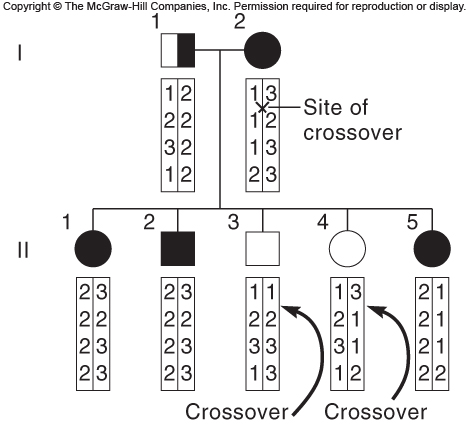 Copyright © The McGraw-Hill Companies, Inc. Permission required for reproduction or display.
1 2
I
1 2 1 3
1 2 1 2
3 2 1 3
1 2 2 3
Site of
crossover
1 2 3 4 5
II
2 3 2 3 1 1 1 3 2 1
2 2 2 2 2 2 2 1 2 1
2 3 2 3 3 3 3 1 2 1
2 3 2 3 1 3 1 2 2 2
Crossover Crossover